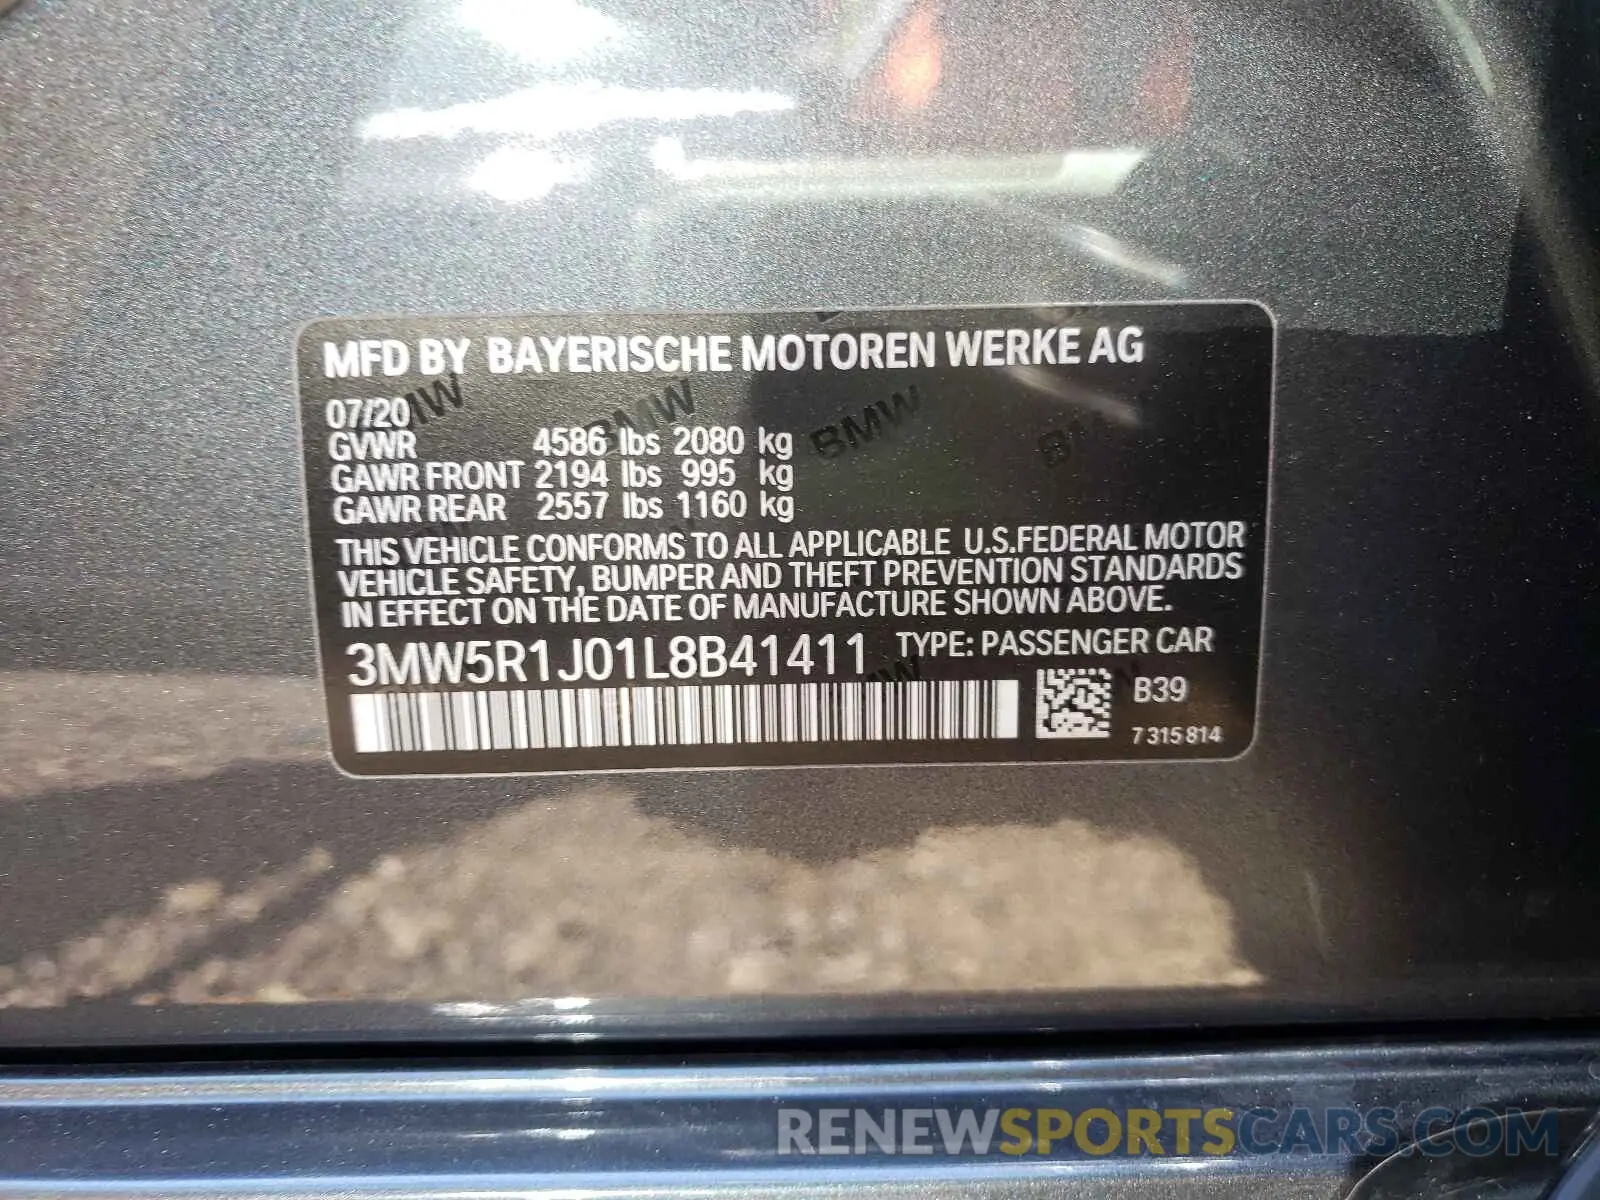 MFD BY BAYERISCHE MOTOREN WERKE AG
07/20
GVWR 4586 lbs 2080 kg
GAWR FRONT 2194 lbs 995 kg
GAWR REAR 2557 lbs 1160 kg
THIS VEHICLE CONFORMS TO ALL APPLICABLE U.S.FEDERAL MOTOR
VEHICLE SAFETY, BUMPER AND THEFT PREVENTION STANDARDS
IN EFFECT ON THE DATE OF MANUFACTURE SHOWN ABOVE.
3MW5R1J01L8B41411 TYPE: PASSENGER CAR
B39
7 315 814
BMW BMW BMW
RENEWSPORTSCARS.COM